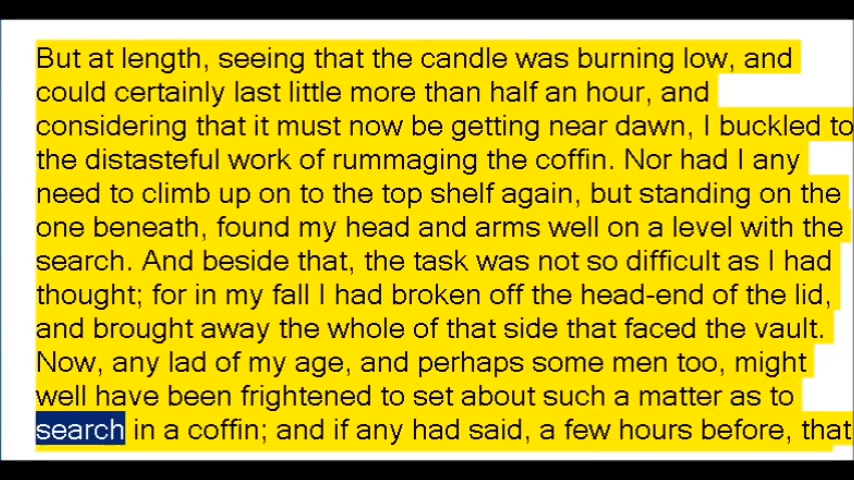 But at length, seeing that the candle was burning low, and
could certainly last little more than half an hour, and
considering that it must now be getting near dawn, I buckled to
the distasteful work of rummaging the coffin. Nor had I any
need to climb up on to the top shelf again, but standing on the
one beneath, found my head and arms well on a level with the
search. And beside that, the task was not so difficult as I had
thought; for in my fall I had broken off the head-end of the lid,
and brought away the whole of that side that faced the vault.
Now, any lad of my age, and perhaps some men too, might
well have been frightened to set about such a matter as to
search in a coffin; and if any had said, a few hours before, that